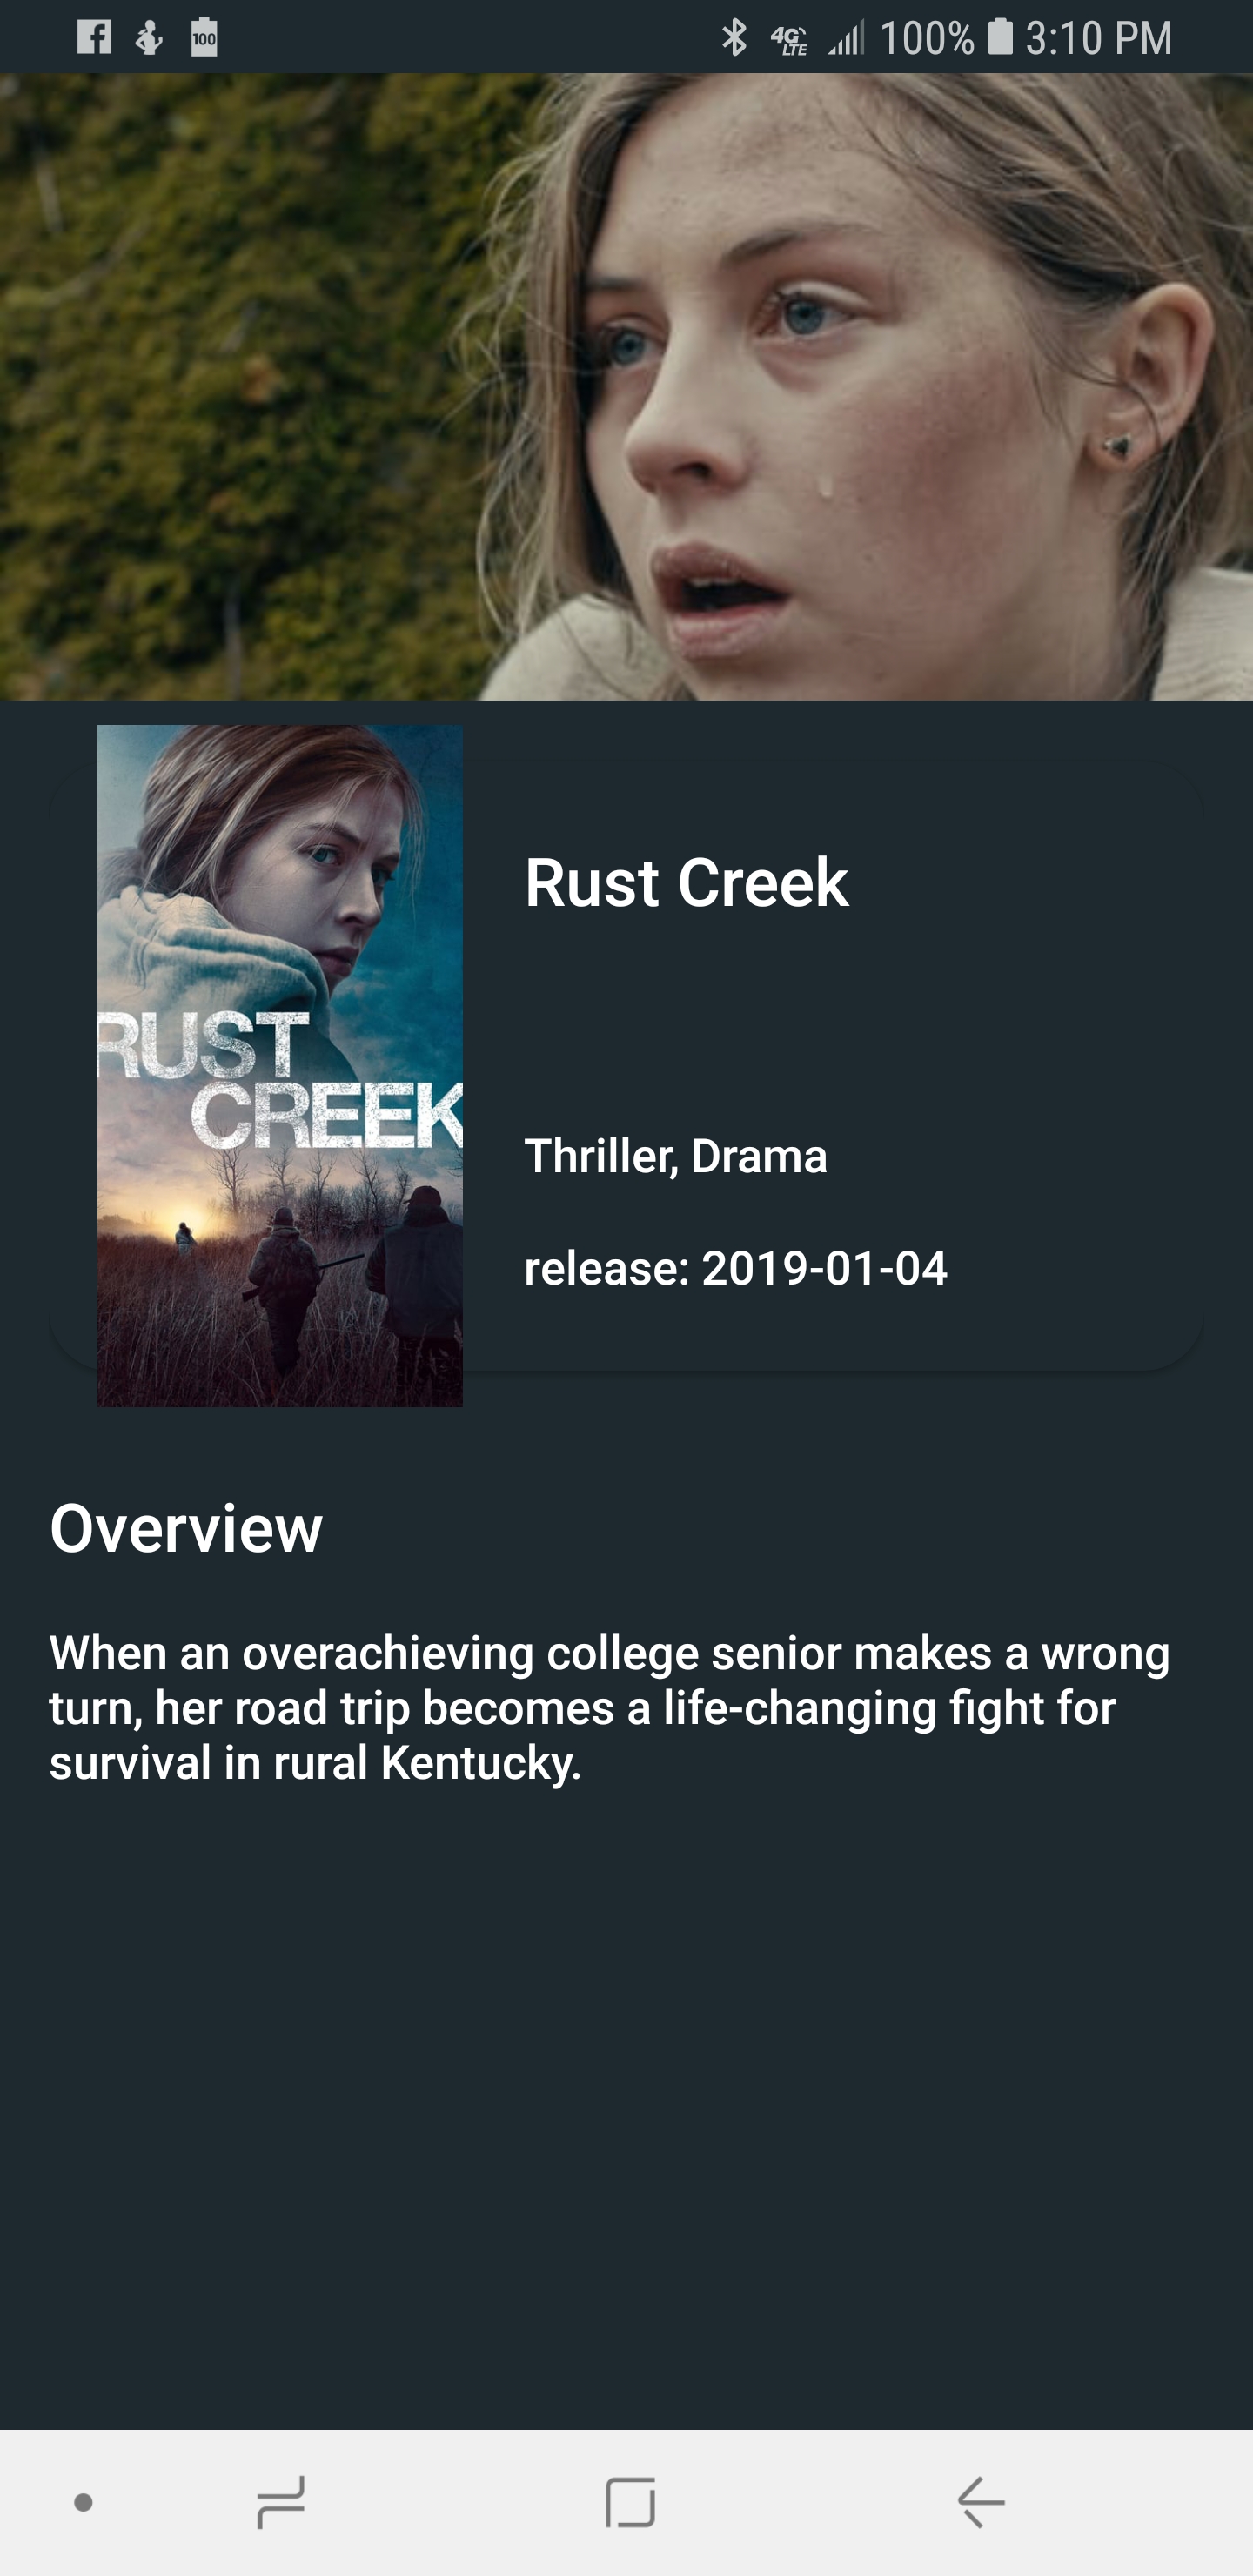 100
4G LTE 100% 3:10 PM
RUST
CREEK
Rust Creek
Thriller, Drama
release: 2019-01-04
Overview
When an overachieving college senior makes a wrong
turn, her road trip becomes a life-changing fight for
survival in rural Kentucky.